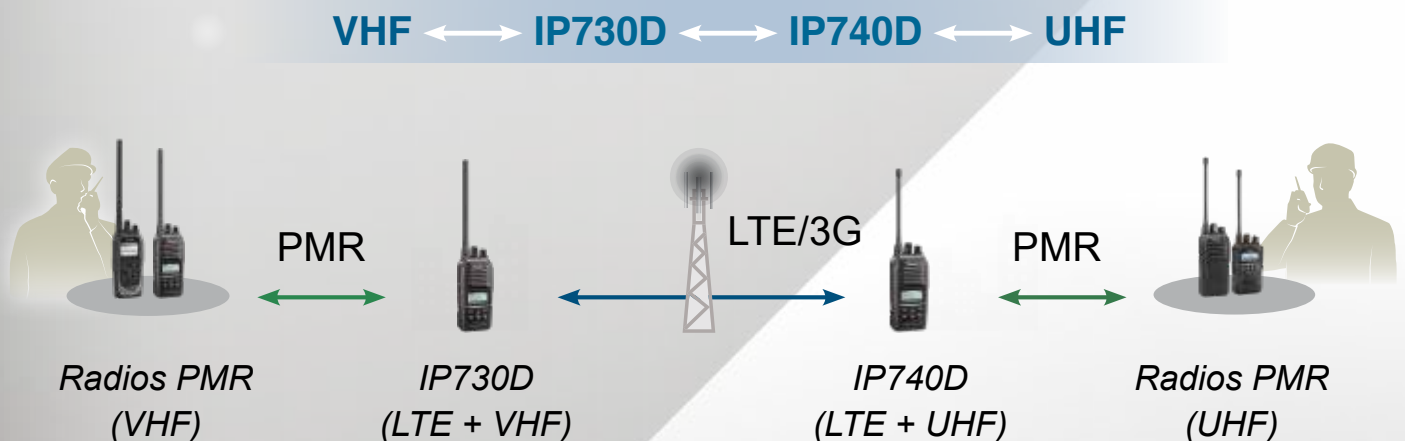 VHF IP730D IP740D UHF
PMR
LTE/3G
PMR
Radios PMR
(VHF)
IP730D
(LTE + VHF)
IP740D
(LTE + UHF)
Radios PMR
(UHF)